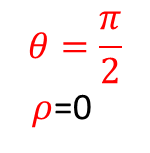 θ = π/2
ρ=0